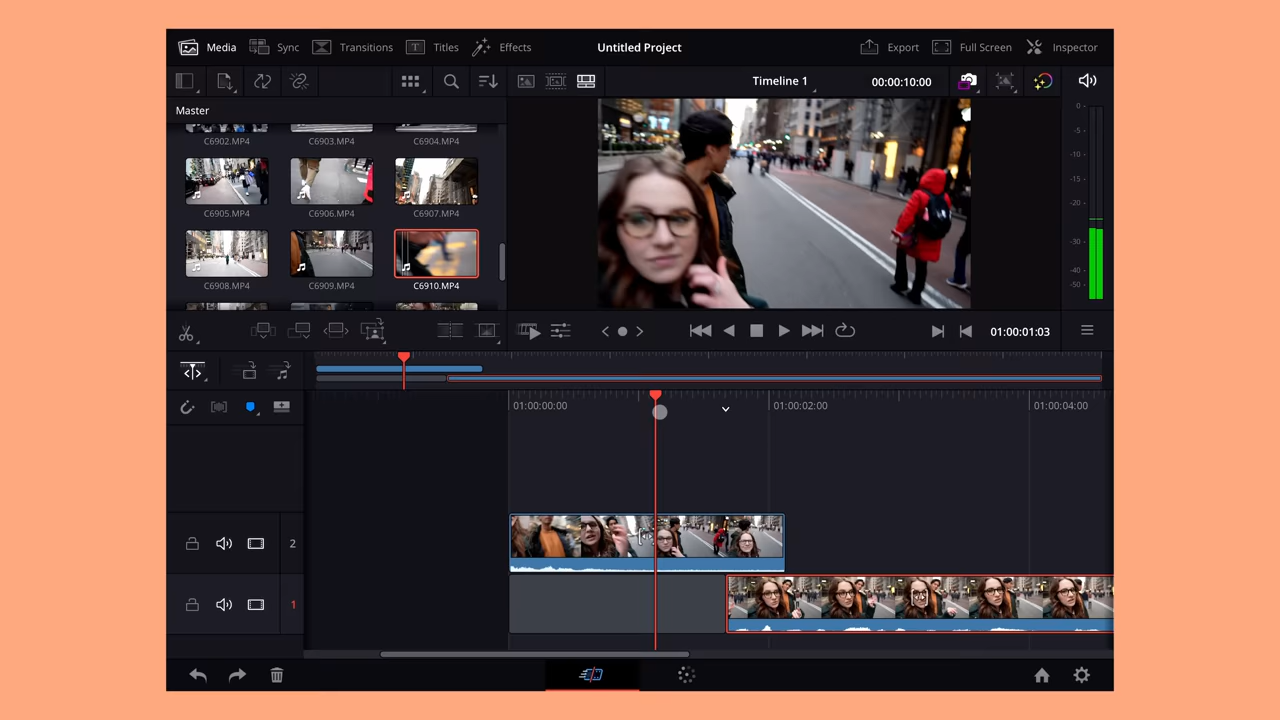 Media Sync Transitions Titles Effects Untitled Project Export Full Screen Inspector
Timeline 1 00:00:10:00
Master
C6902.MP4 C6903.MP4 C6904.MP4
C6905.MP4 C6906.MP4 C6907.MP4
C6908.MP4 C6909.MP4 C6910.MP4
0
-5
-10
-15
-20
-30
-40
-50
01:00:01:03
01:00:00:00 01:00:02:00 01:00:04:00
2
1